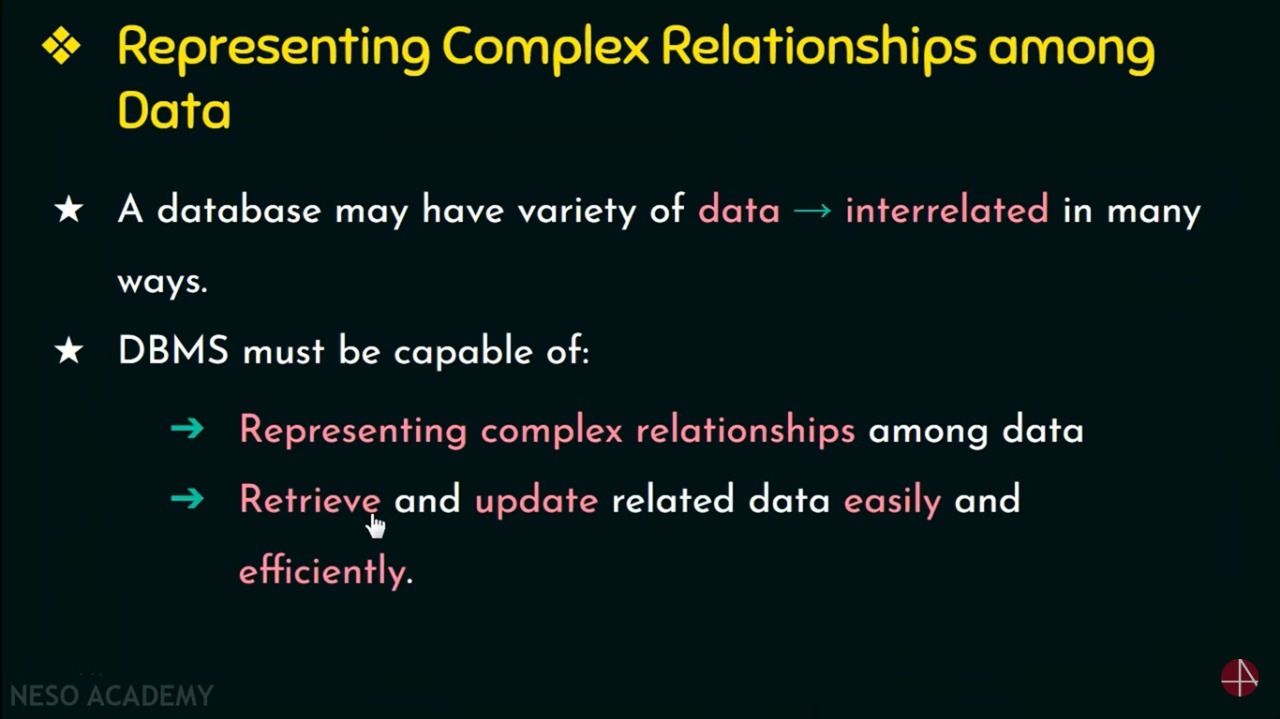 ❖ Representing Complex Relationships among
Data
★ A database may have variety of data → interrelated in many
ways.
★ DBMS must be capable of:
➔ Representing complex relationships among data
➔ Retrieve and update related data easily and
efficiently.
NESO ACADEMY